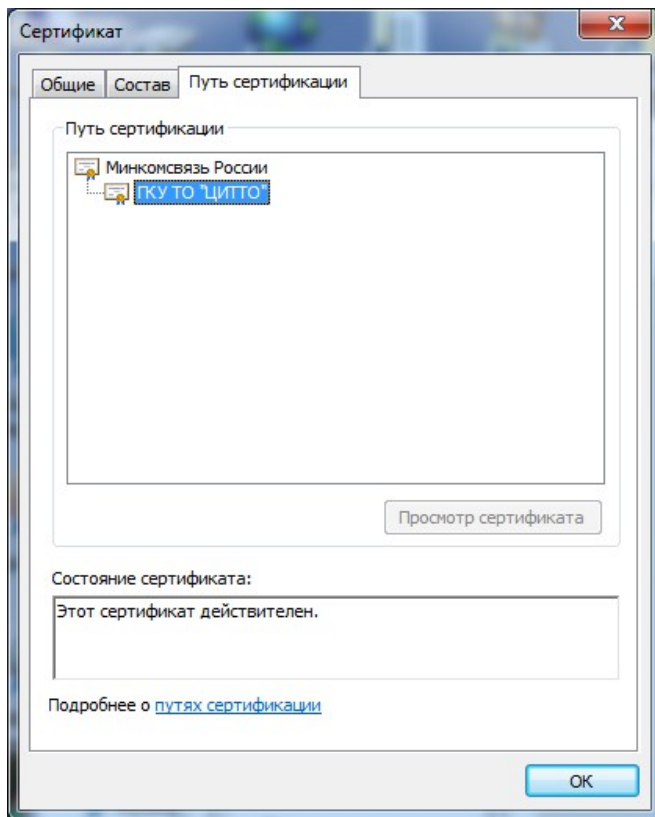 Сертификат
Общие Состав Путь сертификации
Путь сертификации
Минкомсвязь России
ГКУ ТО "ЦИТТО"
Просмотр сертификата
Состояние сертификата:
Этот сертификат действителен.
Подробнее о путях сертификации
ОК